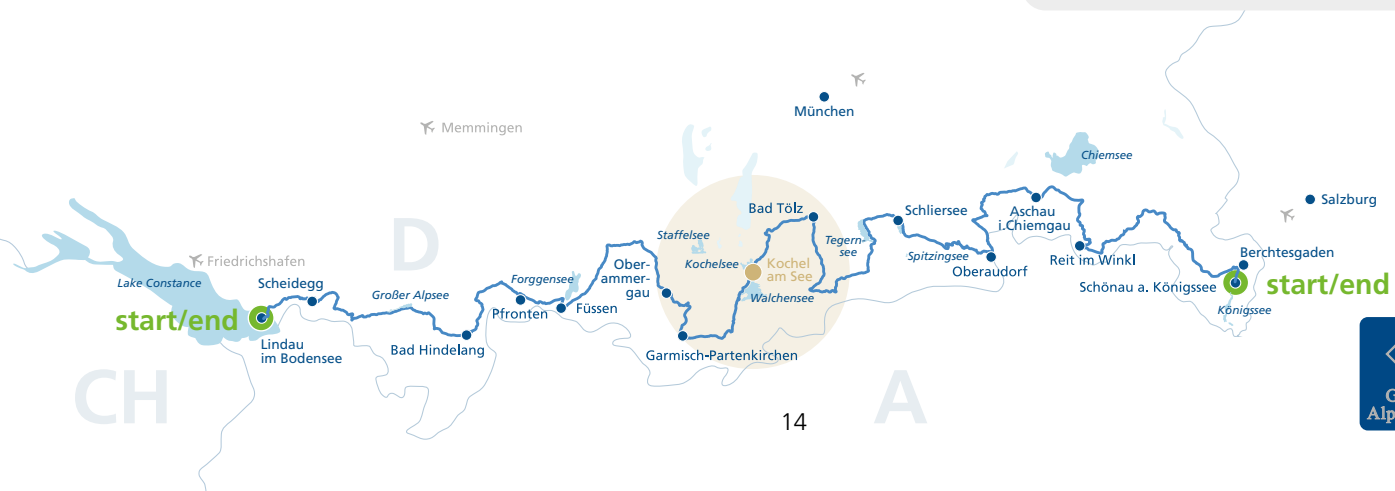 München
Memmingen
Chiemsee
Salzburg
Bad Tölz
Schliersee
Aschau
i.Chiemgau
D
Staffelsee
Tegern-
see
Spitzingsee
Oberaudorf
Reit im Winkl
Berchtesgaden
Friedrichshafen
Kochelsee
Kochel
am See
Ober-
ammer-
gau
Lake Constance
Scheidegg
Forggensee
Großer Alpsee
Walchensee
Schönau a. Königssee
start/end
Königssee
start/end
Pfronten
Füssen
Lindau
im Bodensee
Bad Hindelang
Garmisch-Partenkirchen
CH
A
14